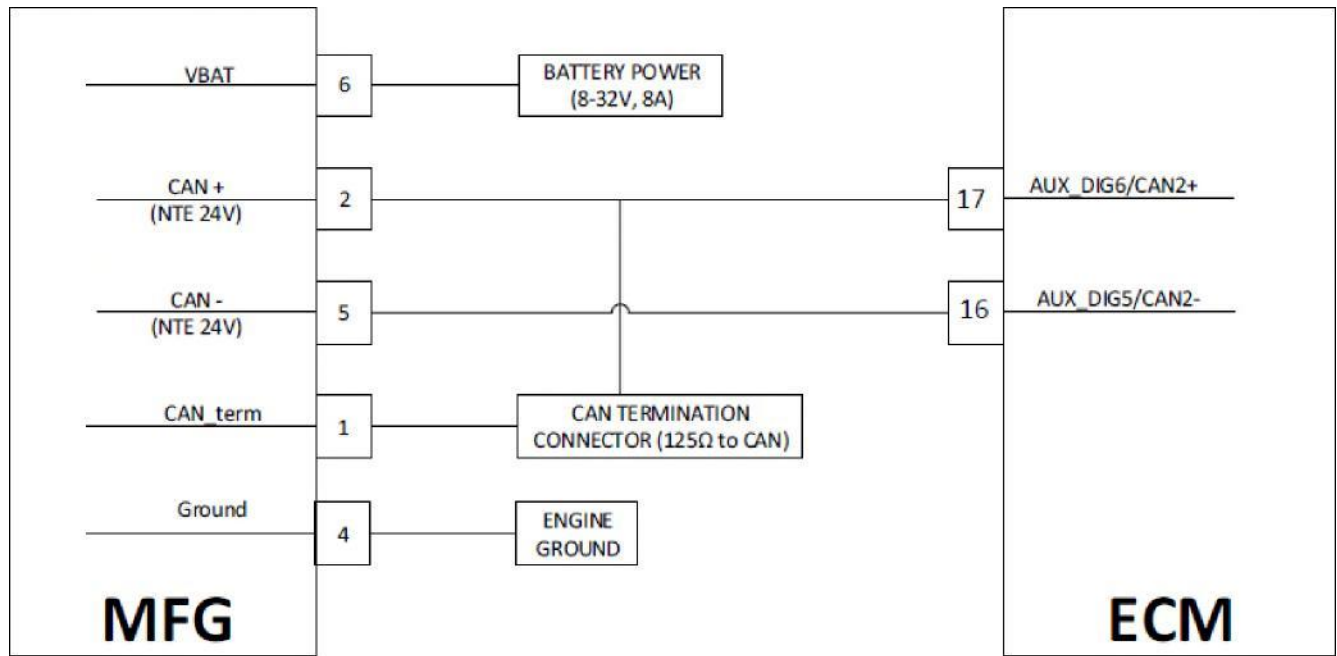 VBAT
6
BATTERY POWER
(8-32V, 8A)
CAN +
(NTE 24V)
2
17
AUX_DIG6/CAN2+
CAN -
(NTE 24V)
5
16
AUX_DIG5/CAN2-
CAN_term
1
CAN TERMINATION
CONNECTOR (125Ω to CAN)
Ground
4
ENGINE
GROUND
MFG
ECM